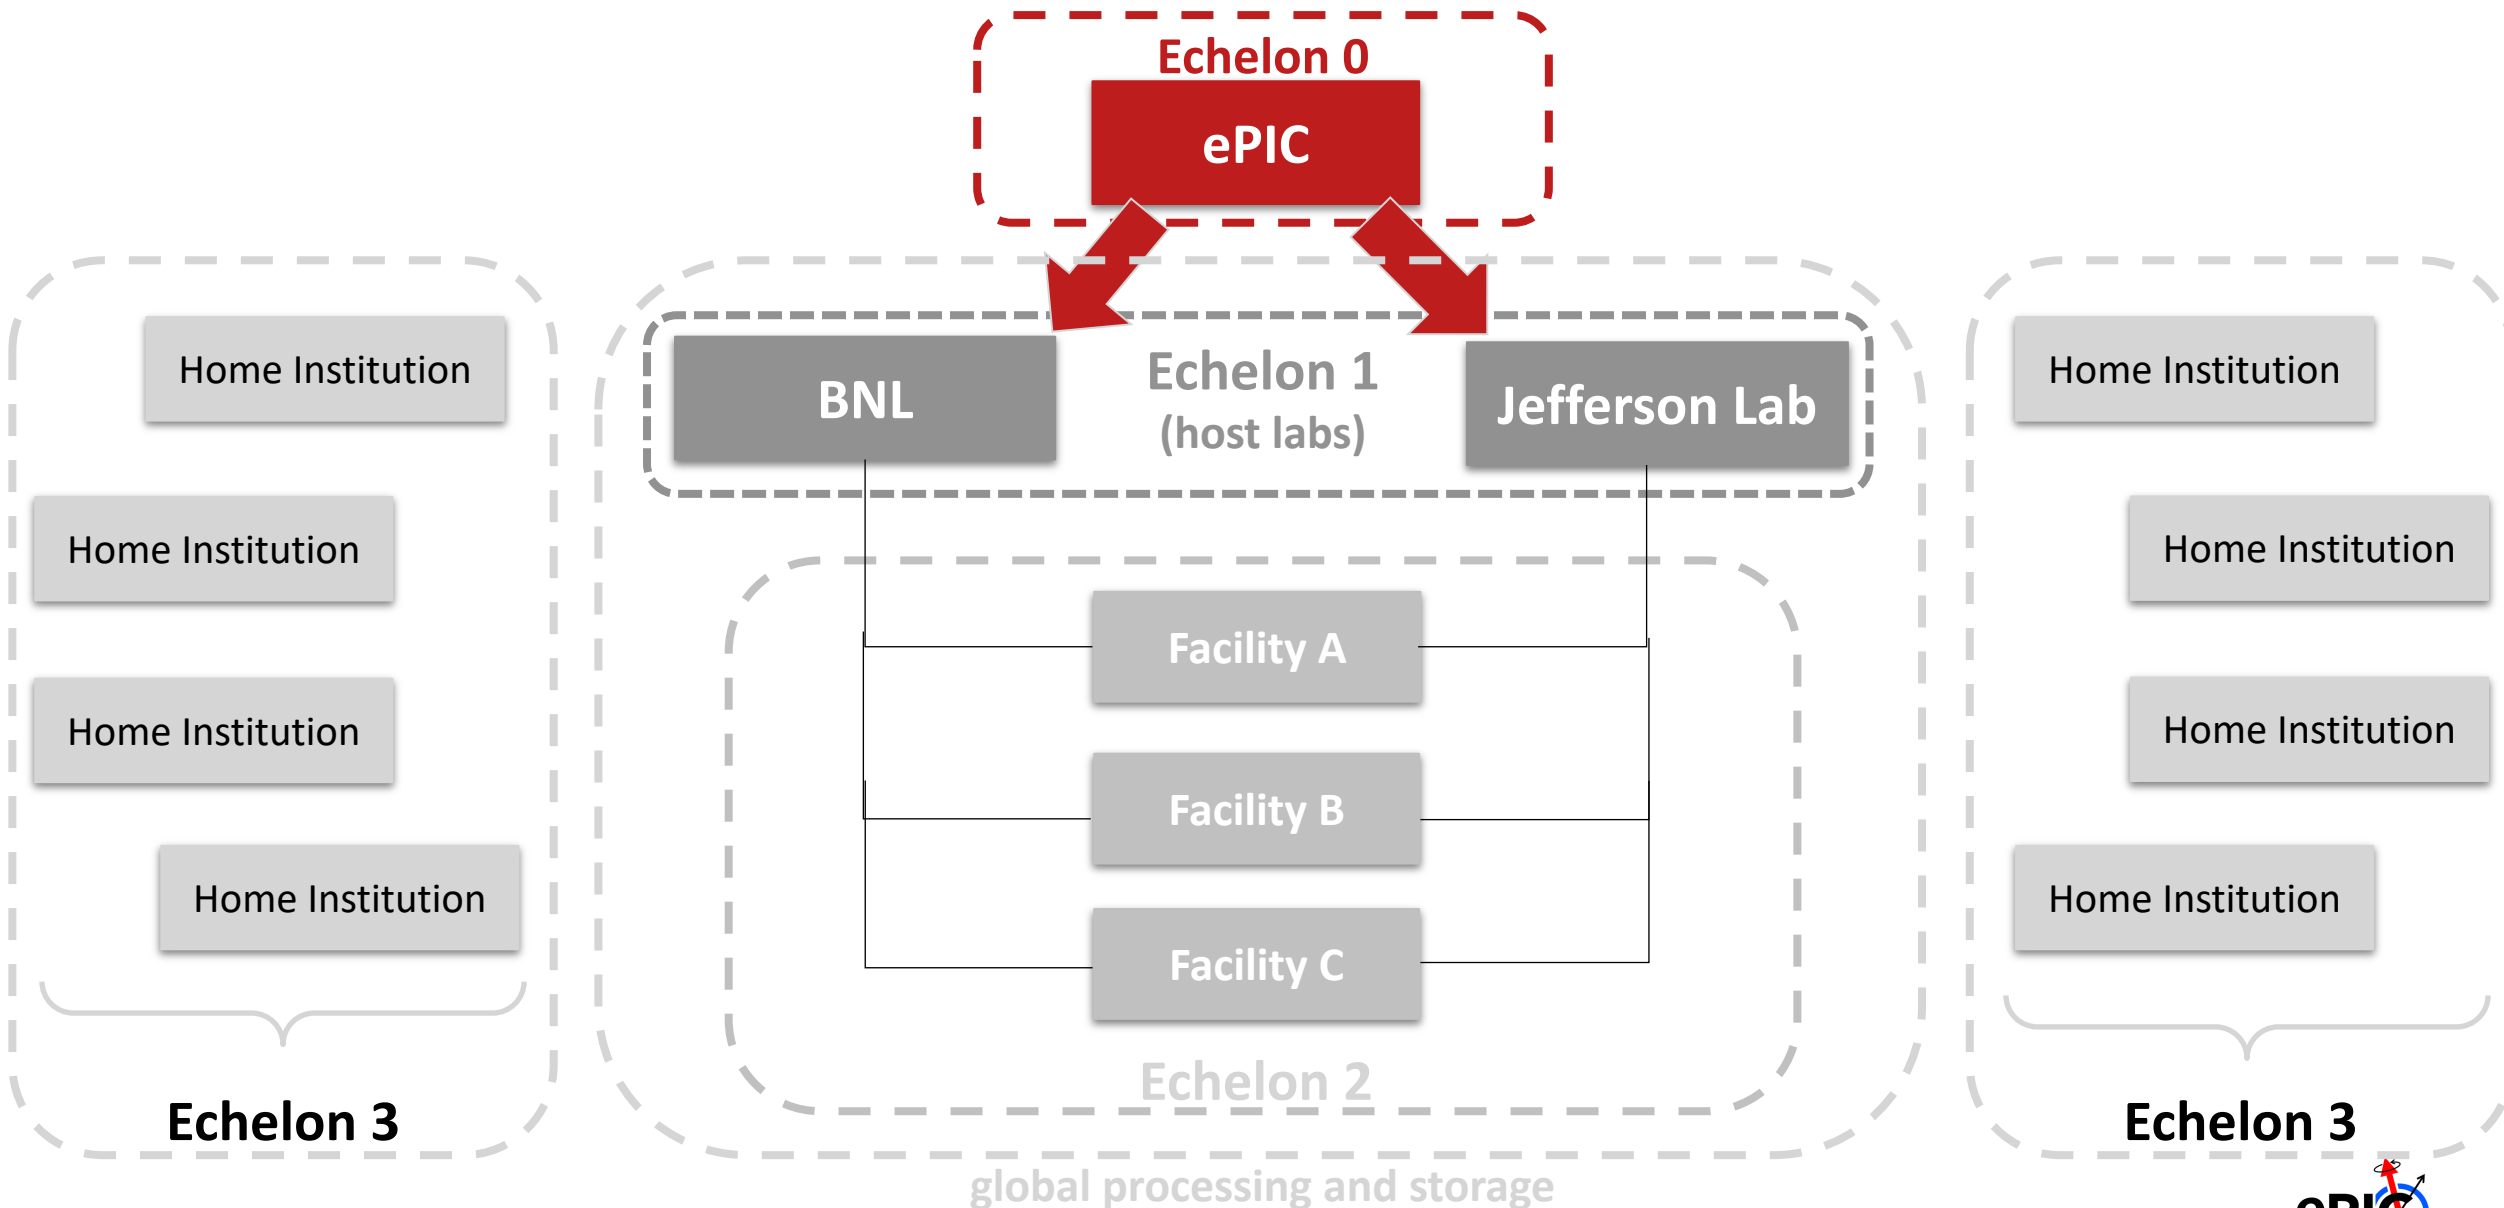 Echelon 0
ePIC
Home Institution
Home Institution
Home Institution
Home Institution
Echelon 3
BNL
Echelon 1
(host labs)
Jefferson Lab
Facility A
Facility B
Facility C
Echelon 2
global processing and storage
Home Institution
Home Institution
Home Institution
Home Institution
Echelon 3
ePIC